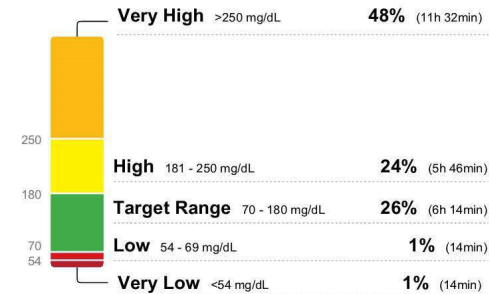 Very High >250 mg/dL 48% (11h 32min)
250
High 181 - 250 mg/dL 24% (5h 46min)
180
Target Range 70 - 180 mg/dL 26% (6h 14min)
70
Low 54 - 69 mg/dL 1% (14min)
54
Very Low <54 mg/dL 1% (14min)